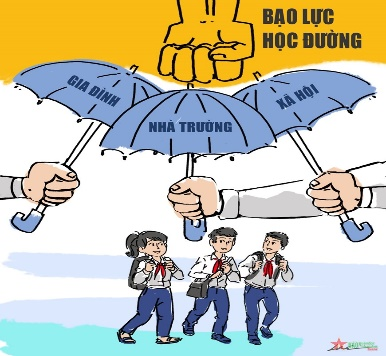 BẠO LỰC
HỌC ĐƯỜNG
GIA ĐÌNH
NHÀ TRƯỜNG
XÃ HỘI